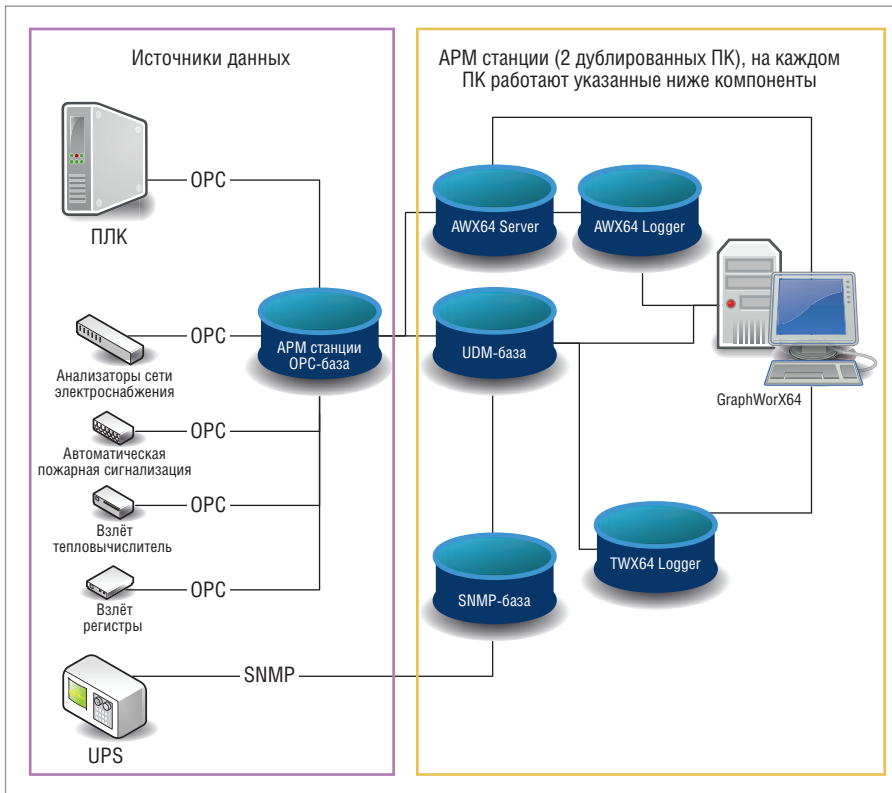 Источники данных
ПЛК
OPC
Анализаторы сети
электроснабжения
OPC
Автоматическая
пожарная сигнализация
OPC
Взлёт
тепловычислитель
OPC
Взлёт
регистры
OPC
UPS
SNMP
АРМ станции
OPC-база
АРМ станции (2 дублированных ПК), на каждом
ПК работают указанные ниже компоненты
AWX64 Server
AWX64 Logger
UDM-база
GraphWorX64
SNMP-база
TWX64 Logger